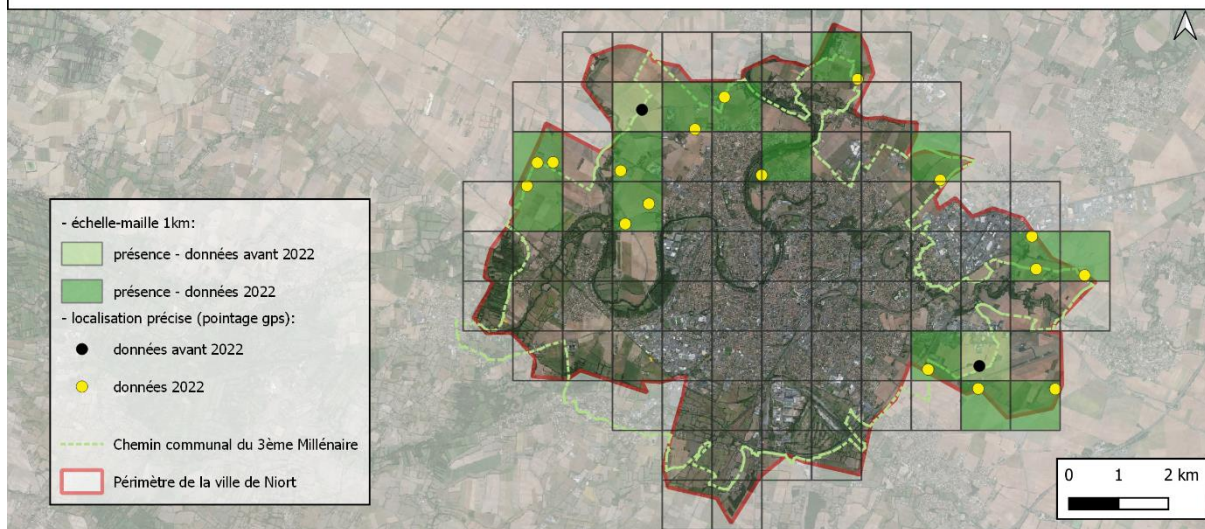 - échelle-maille 1km:
présence - données avant 2022
présence - données 2022
- localisation précise (pointage gps):
données avant 2022
données 2022
Chemin communal du 3ème Millénaire
Périmètre de la ville de Niort
0 1 2 km